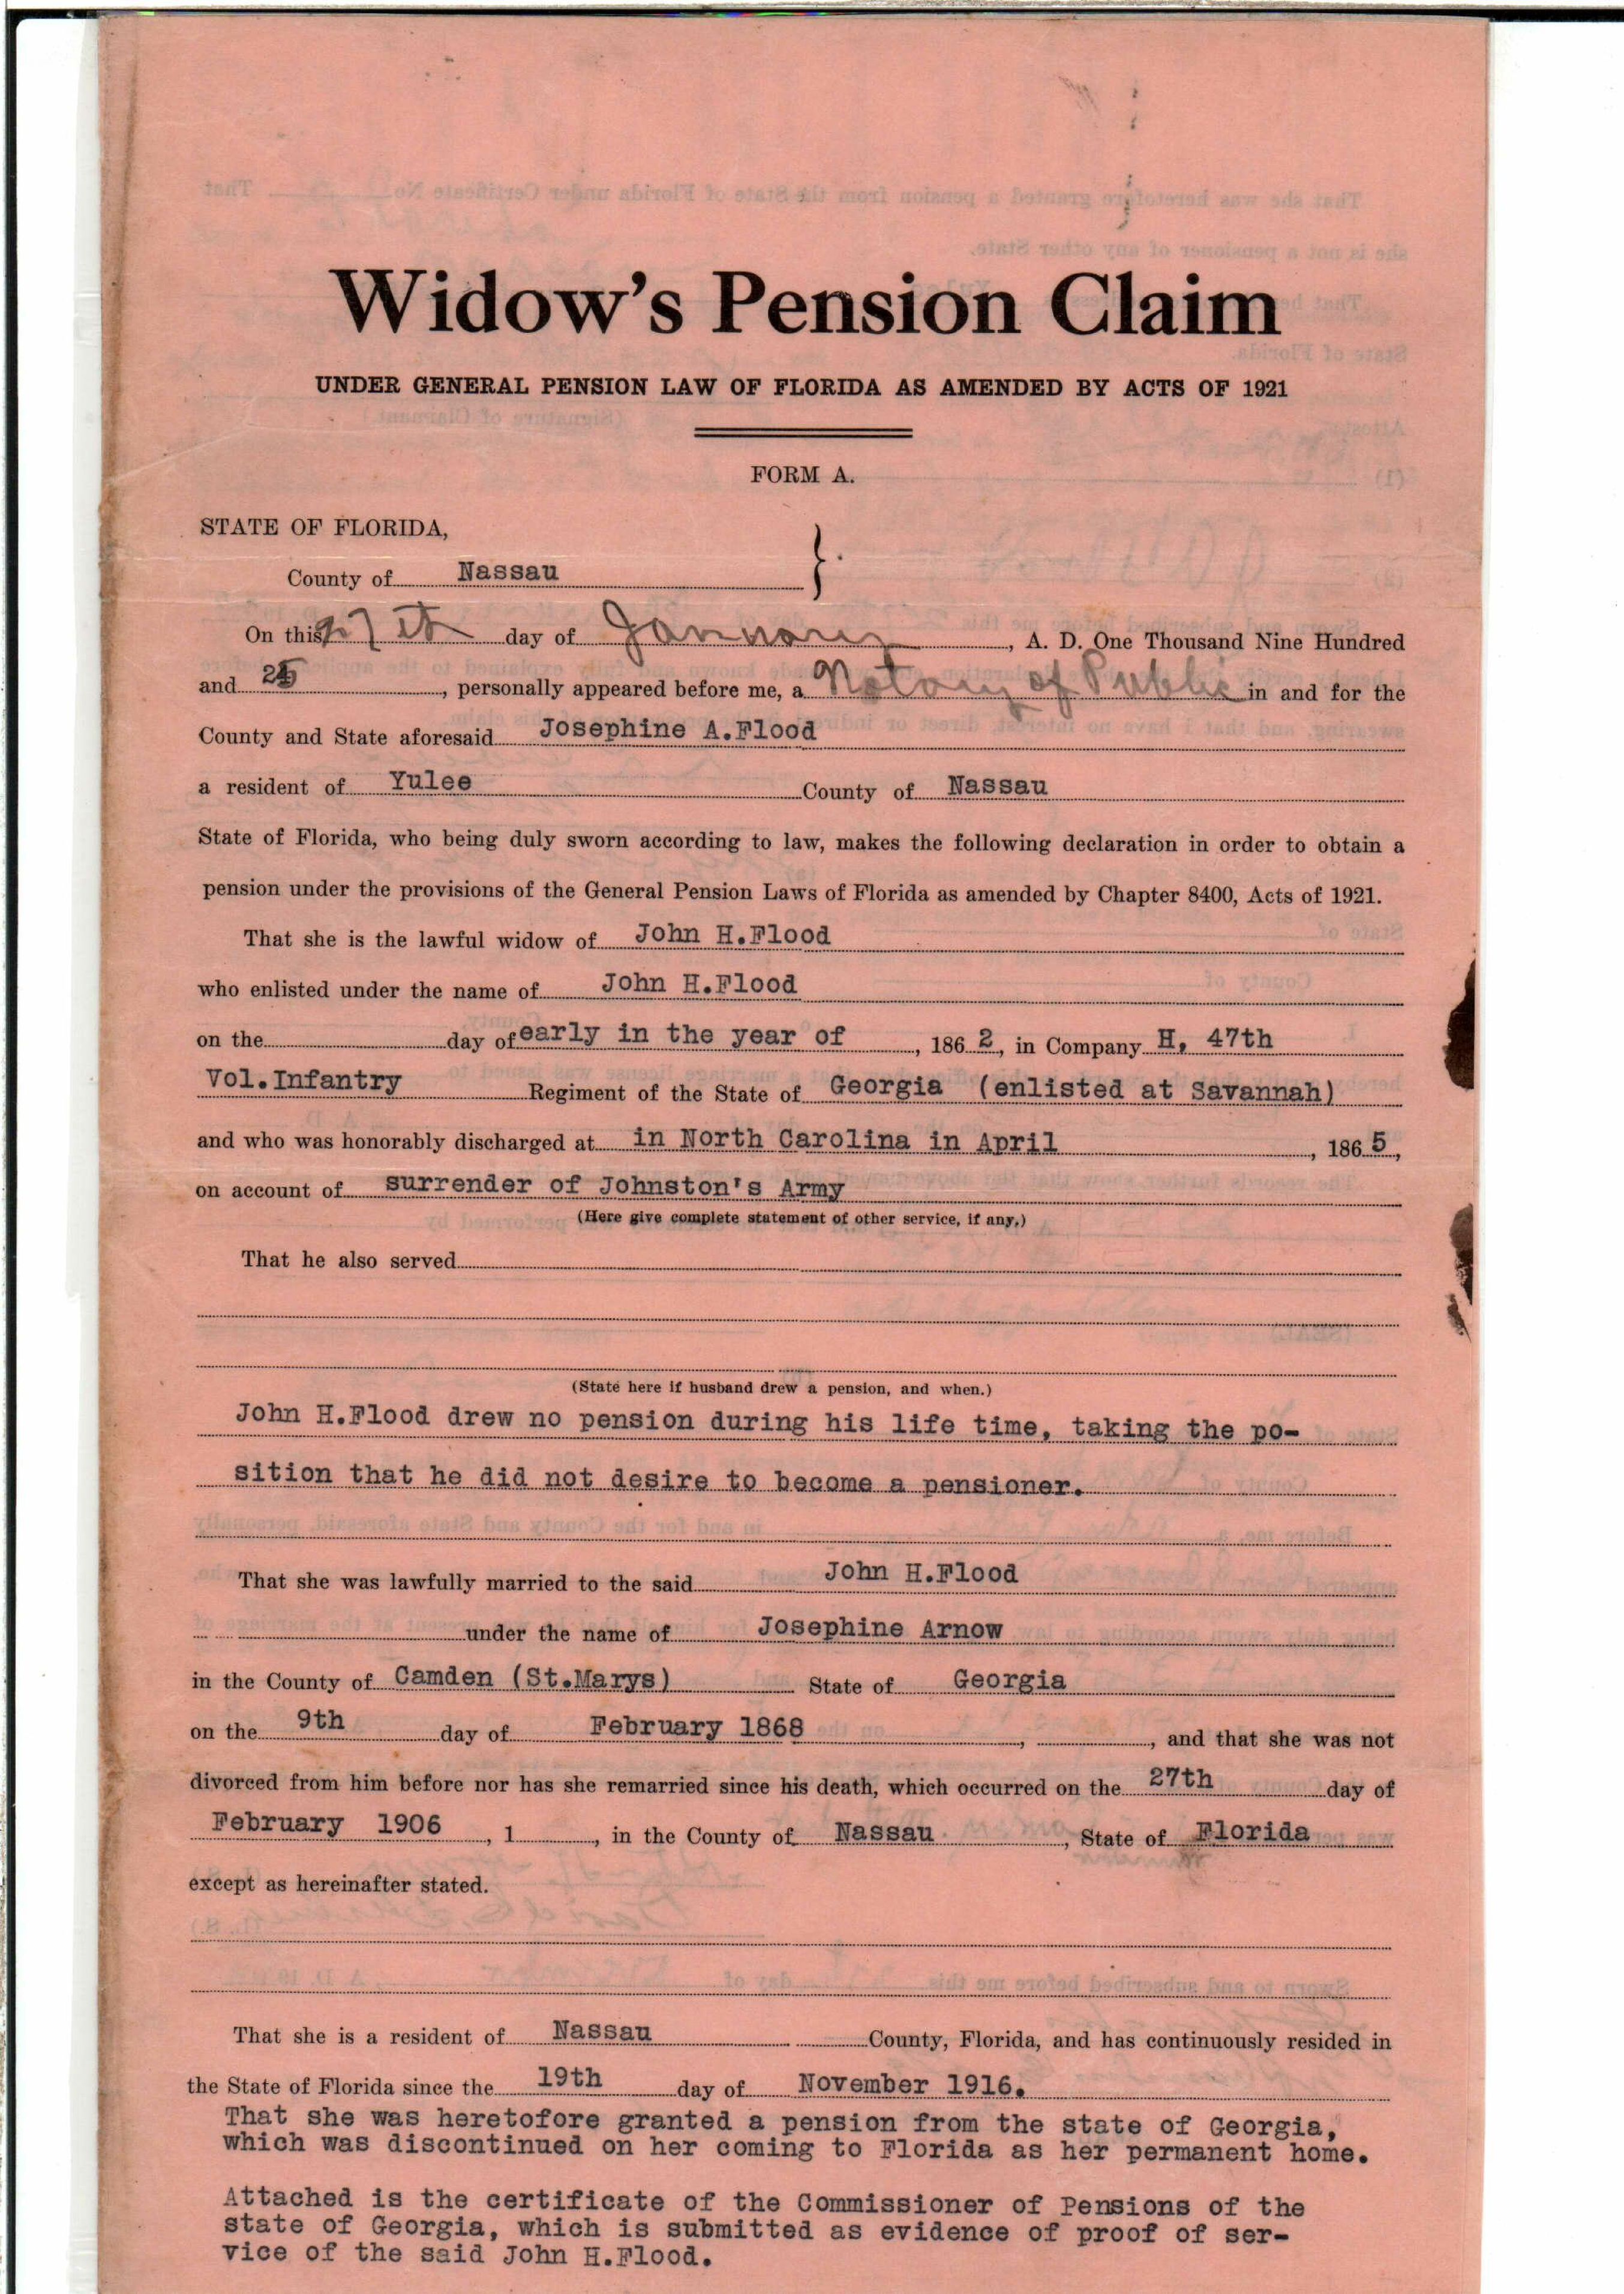 Widow's Pension Claim
UNDER GENERAL PENSION LAW OF FLORIDA AS AMENDED BY ACTS OF 1921
FORM A.
STATE OF FLORIDA,
County of Nassau
On this 27th day of January, A. D. One Thousand Nine Hundred
and 25, personally appeared before me, a Notary of Public in and for the
County and State aforesaid Josephine A.Flood
a resident of Yulee County of Nassau
State of Florida, who being duly sworn according to law, makes the following declaration in order to obtain a
pension under the provisions of the General Pension Laws of Florida as amended by Chapter 8400, Acts of 1921.
That she is the lawful widow of John H.Flood
who enlisted under the name of John H.Flood
on the day of early in the year of, 186 2, in Company H, 47th
Vol.Infantry Regiment of the State of Georgia (enlisted at Savannah)
and who was honorably discharged at in North Carolina in April, 186 5,
on account of surrender of Johnston's Army
(Here give complete statement of other service, if any.)
That he also served
(State here if husband drew a pension, and when.)
John H.Flood drew no pension during his life time, taking the po-
sition that he did not desire to become a pensioner.
That she was lawfully married to the said John H.Flood
under the name of Josephine Arnow
in the County of Camden (St.Marys) State of Georgia
on the 9th day of February 1868, , and that she was not
divorced from him before nor has she remarried since his death, which occurred on the 27th day of
February 1906, 1 , in the County of Nassau, State of Florida
except as hereinafter stated.
That she is a resident of Nassau County, Florida, and has continuously resided in
the State of Florida since the 19th day of November 1916.
That she was heretofore granted a pension from the state of Georgia,
which was discontinued on her coming to Florida as her permanent home.
Attached is the certificate of the Commissioner of Pensions of the
state of Georgia, which is submitted as evidence of proof of ser-
vice of the said John H.Flood.